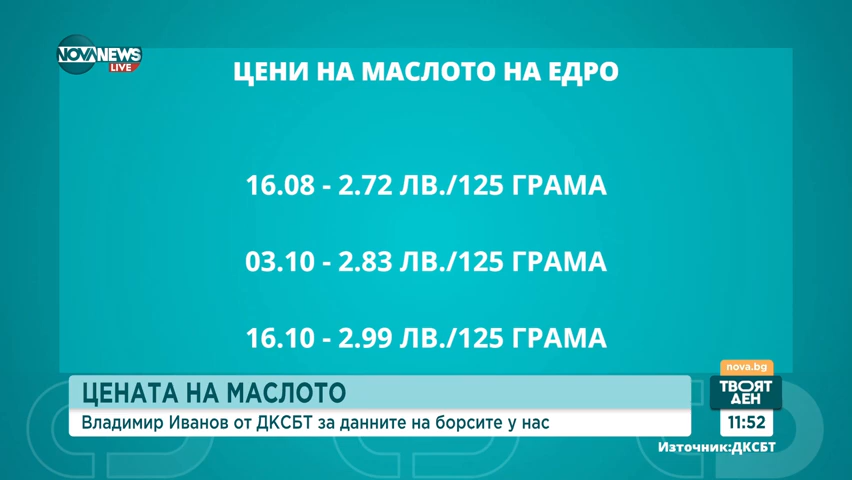 NOVANEWS
LIVE
ЦЕНИ НА МАСЛОТО НА ЕДРО
16.08 - 2.72 ЛВ./125 ГРАМА
03.10 - 2.83 ЛВ./125 ГРАМА
16.10 - 2.99 ЛВ./125 ГРАМА
nova.bg
ТВОЯТ
ДЕН
ЦЕНАТА НА МАСЛОТО
Владимир Иванов от ДКСБТ за данните на борсите у нас
11:52
Източник:ДКСБТ